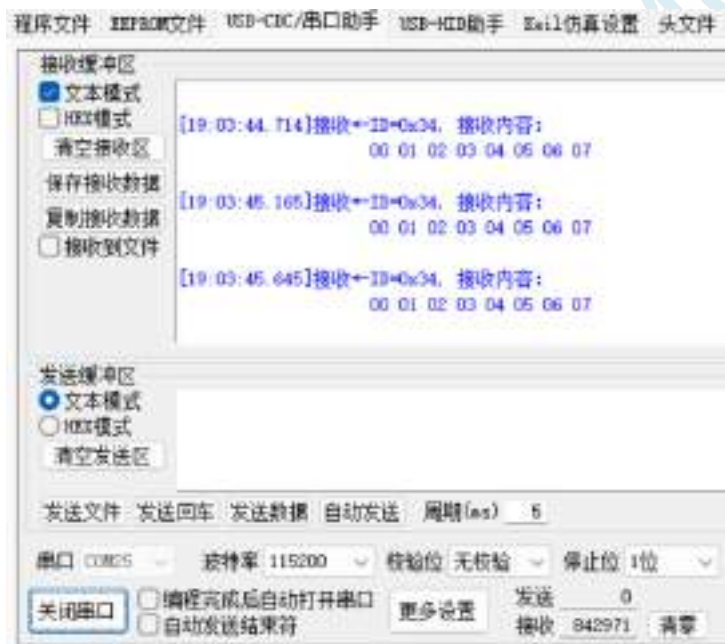 程序文件 EEPROM文件 USB-CDC/串口助手 USB-HID助手 Keil仿真设置 头文件
接收缓冲区
文本模式
HEX模式
清空接收区
保存接收数据
复制接收数据
接收到文件
[19:03:44.714]接收←ID=0x34, 接收内容:
00 01 02 03 04 05 06 07
[19:03:45.165]接收←ID=0x34, 接收内容:
00 01 02 03 04 05 06 07
[19:03:45.645]接收←ID=0x34, 接收内容:
00 01 02 03 04 05 06 07
发送缓冲区
文本模式
HEX模式
清空发送区
发送文件 发送回车 发送数据 自动发送 周期(ms) 5
串口 COM25 波特率 115200 校验位 无校验 停止位 1位
关闭串口
编程完成后自动打开串口
自动发送结束符
更多设置
发送 0
接收 842971 清零